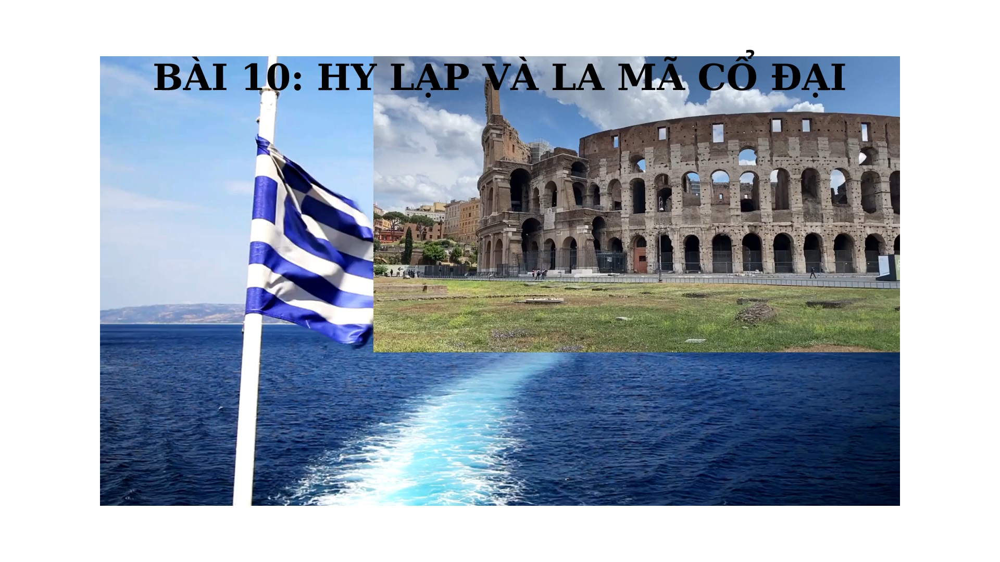 BÀI 10: HY LẠP VÀ LA MÃ CỔ ĐẠI